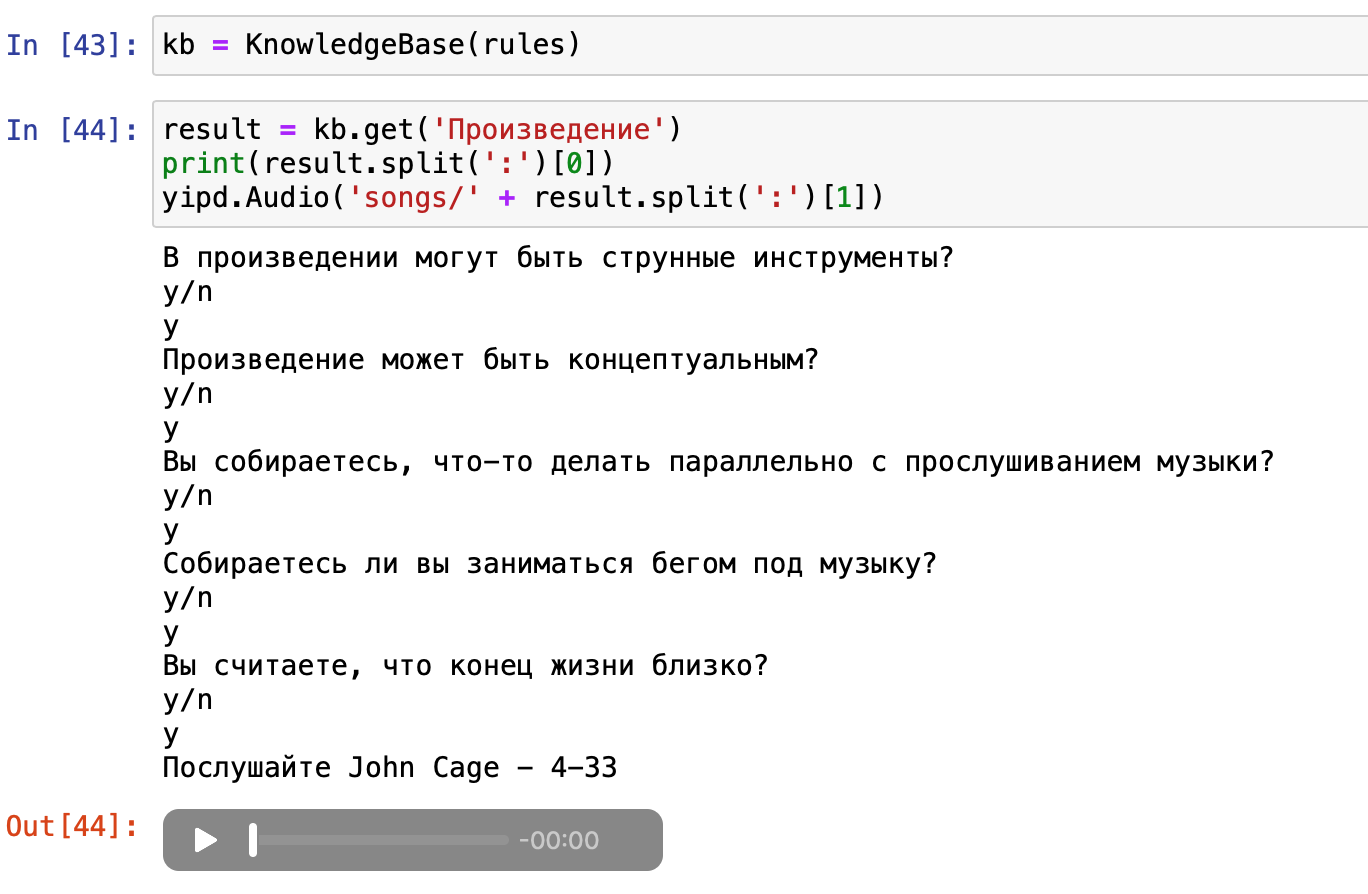 In [43]: kb = KnowledgeBase(rules)
In [44]: result = kb.get('Произведение')
print(result.split(':')[0])
yipd.Audio('songs/' + result.split(':')[1])
В произведении могут быть струнные инструменты?
y/n
y
Произведение может быть концептуальным?
y/n
y
Вы собираетесь, что-то делать параллельно с прослушиванием музыки?
y/n
y
Собираетесь ли вы заниматься бегом под музыку?
y/n
y
Вы считаете, что конец жизни близко?
y/n
y
Послушайте John Cage - 4-33
Out[44]: -00:00